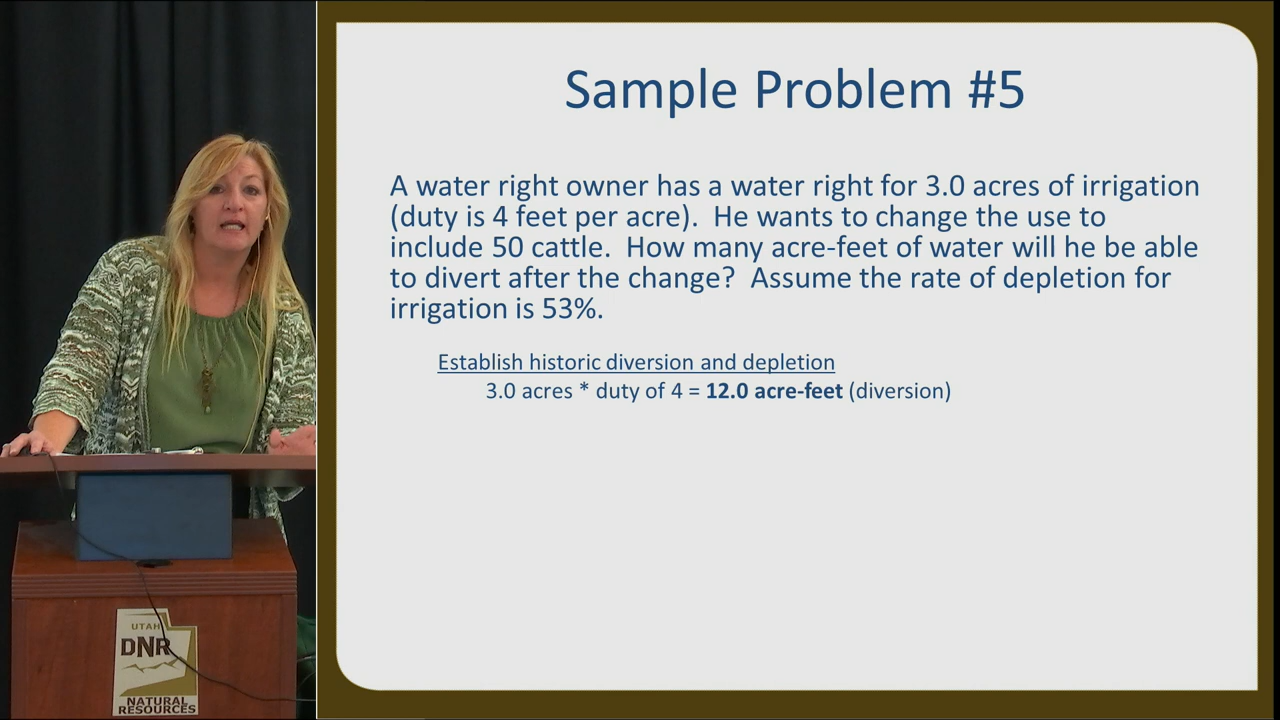 Sample Problem #5
A water right owner has a water right for 3.0 acres of irrigation
(duty is 4 feet per acre). He wants to change the use to
include 50 cattle. How many acre-feet of water will he be able
to divert after the change? Assume the rate of depletion for
irrigation is 53%.
Establish historic diversion and depletion
3.0 acres * duty of 4 = 12.0 acre-feet (diversion)
UTAH
DNR
NATURAL
RESOURCES